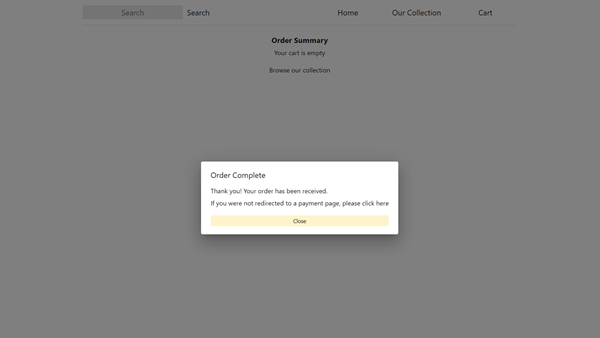 Search Search Home Our Collection Cart
Order Summary
Your cart is empty
Browse our collection
Order Complete
Thank you! Your order has been received.
If you were not redirected to a payment page, please click here
Close